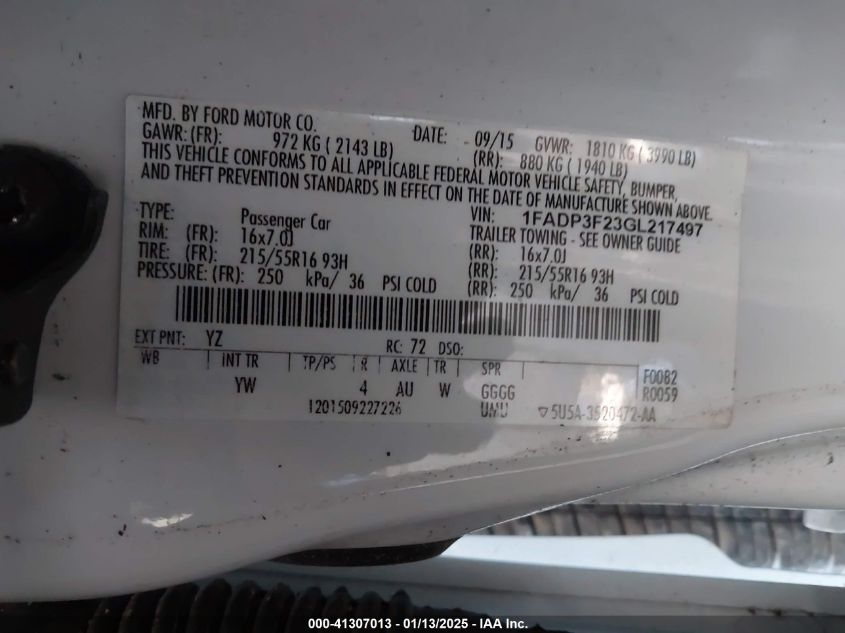 MFD. BY FORD MOTOR CO. DATE: 09/15 GVWR: 1810 KG ( 3990 LB)
GAWR: (FR): 972 KG ( 2143 LB) (RR): 880 KG ( 1940 LB)
THIS VEHICLE CONFORMS TO ALL APPLICABLE FEDERAL MOTOR VEHICLE SAFETY, BUMPER,
AND THEFT PREVENTION STANDARDS IN EFFECT ON THE DATE OF MANUFACTURE SHOWN ABOVE.
VIN: 1FADP3F23GL217497
TYPE: Passenger Car TRAILER TOWING - SEE OWNER GUIDE
RIM: (FR): 16x7.0J (RR): 16x7.0J
TIRE: (FR): 215/55R16 93H (RR): 215/55R16 93H
PRESSURE: (FR): 250 kPa/ 36 PSI COLD (RR): 250 kPa/ 36 PSI COLD
EXT PNT: YZ RC: 72 DSO:
WB INT TR TP/PS R AXLE TR SPR F0082
YW 4 AU W GGGG R0059
1201509227226 UMU ▽5U5A-3520472-AA
000-41307013 - 01/13/2025 - IAA Inc.